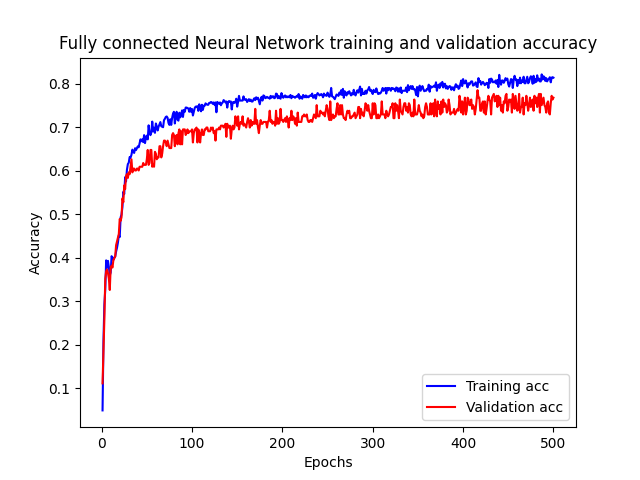 Fully connected Neural Network training and validation accuracy
Accuracy
0.8
0.7
0.6
0.5
0.4
0.3
0.2
0.1
0 100 200 300 400 500
Epochs
Training acc
Validation acc